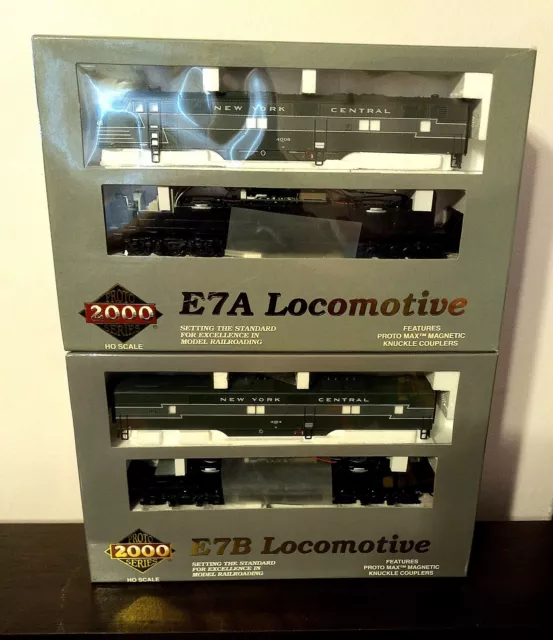 NEW YORK CENTRAL
4008
PROTO
2000
SERIES
HO SCALE
E7A Locomotive
SETTING THE STANDARD
FOR EXCELLENCE IN
MODEL RAILROADING
FEATURES
PROTO MAX™ MAGNETIC
KNUCKLE COUPLERS
NEW YORK CENTRAL
PROTO
2000
SERIES
HO SCALE
E7B Locomotive
SETTING THE STANDARD
FOR EXCELLENCE IN
MODEL RAILROADING
FEATURES
PROTO MAX™ MAGNETIC
KNUCKLE COUPLERS